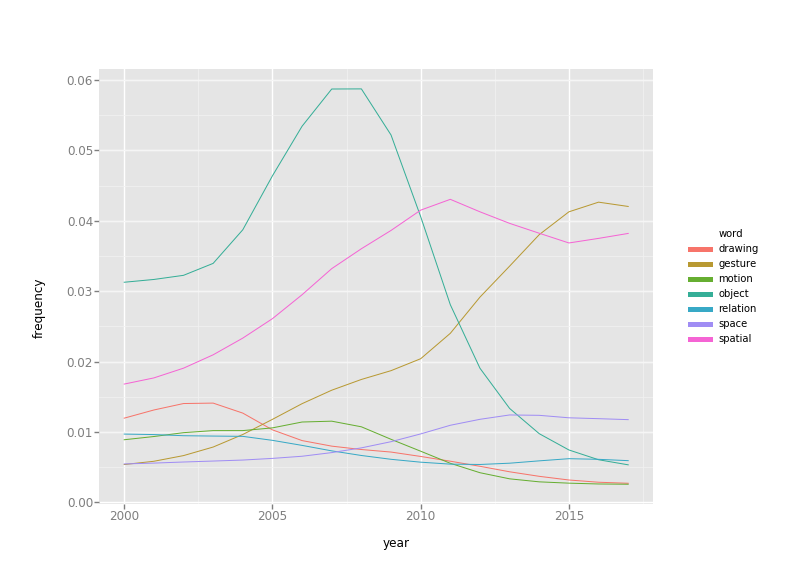 0.06
0.05
0.04
0.03
0.02
0.01
0.00
frequency
2000 2005 2010 2015
year
word
drawing
gesture
motion
object
relation
space
spatial